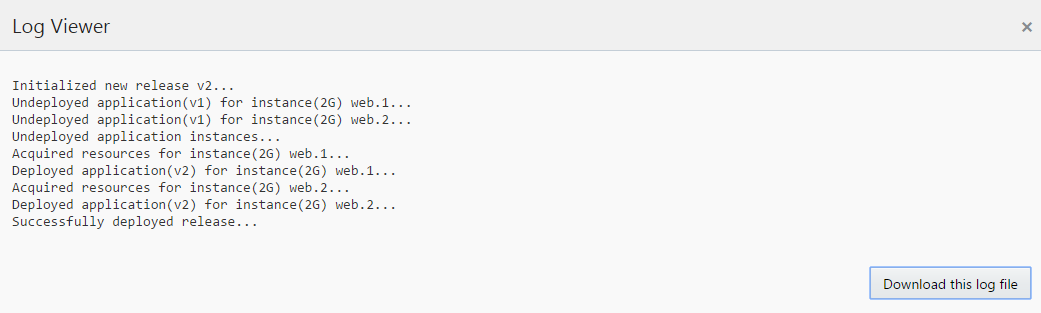 Log Viewer
×
Initialized new release v2...
Undeployed application(v1) for instance(2G) web.1...
Undeployed application(v1) for instance(2G) web.2...
Undeployed application instances...
Acquired resources for instance(2G) web.1...
Deployed application(v2) for instance(2G) web.1...
Acquired resources for instance(2G) web.2...
Deployed application(v2) for instance(2G) web.2...
Successfully deployed release...
Download this log file